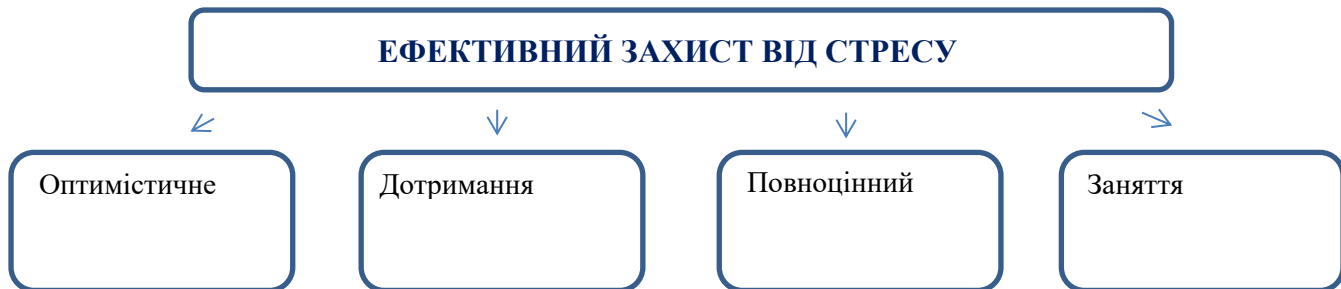 ЕФЕКТИВНИЙ ЗАХИСТ ВІД СТРЕСУ
Оптимістичне
Дотримання
Повноцінний
Заняття